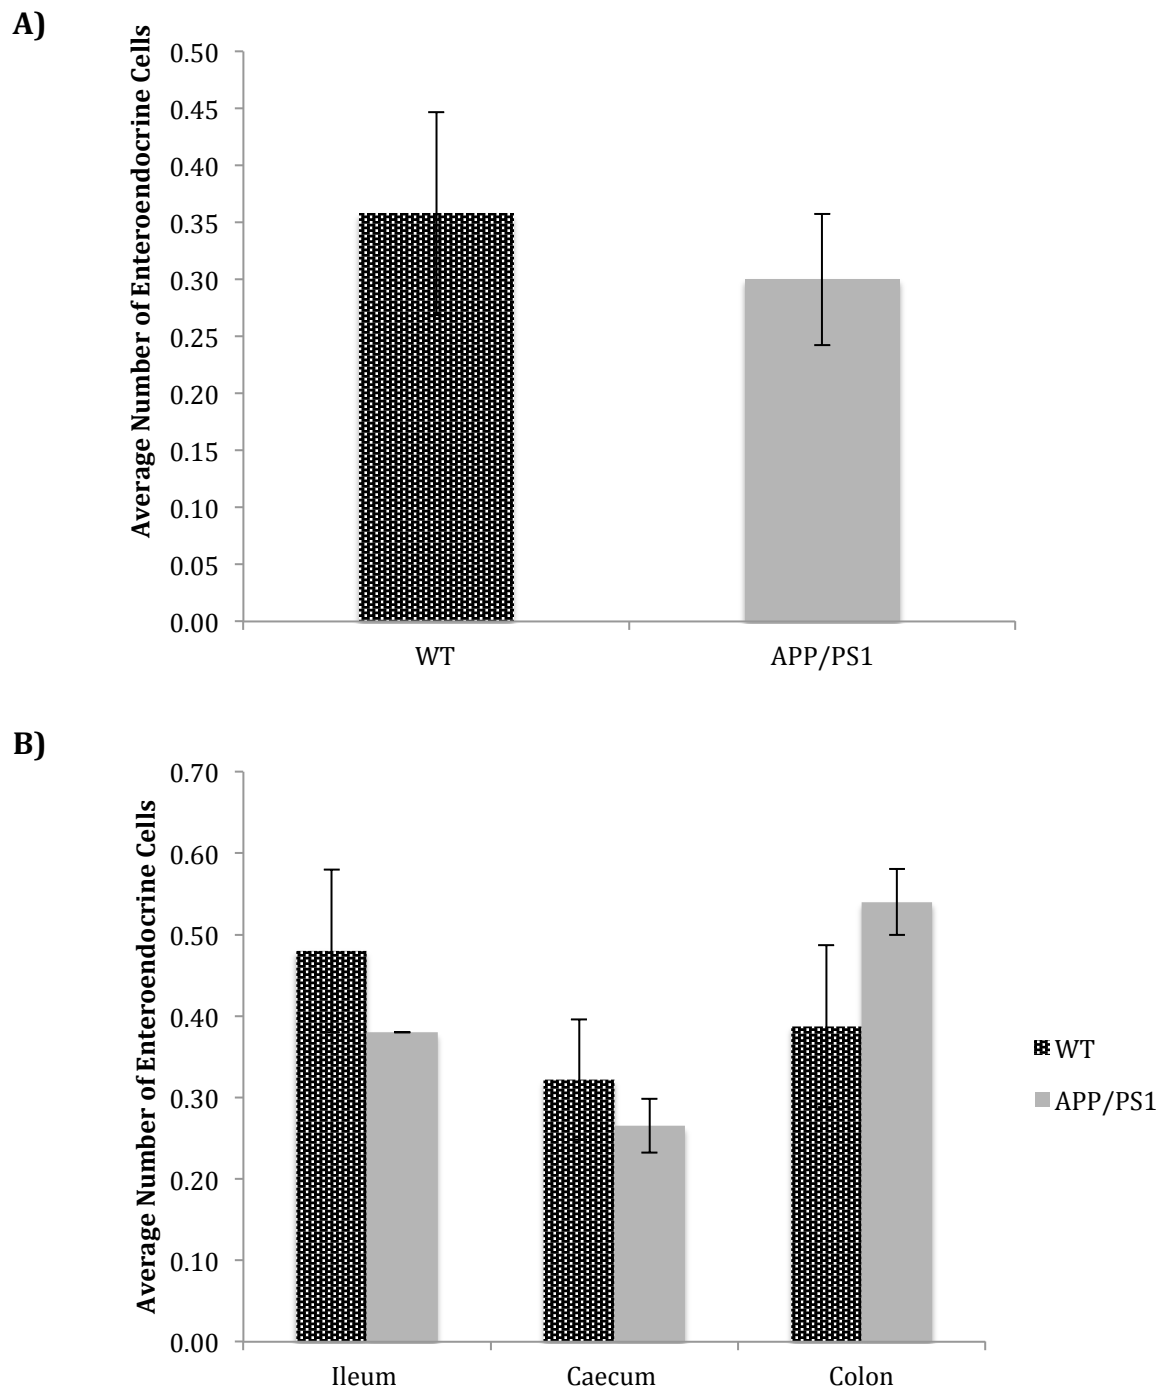 A)
Average Number of Enteroendocrine Cells
0.50
0.45
0.40
0.35
0.30
0.25
0.20
0.15
0.10
0.05
0.00
WT
APP/PS1
B)
Average Number of Enteroendocrine Cells
0.70
0.60
0.50
0.40
0.30
0.20
0.10
0.00
Ileum
Caecum
Colon
WT
APP/PS1